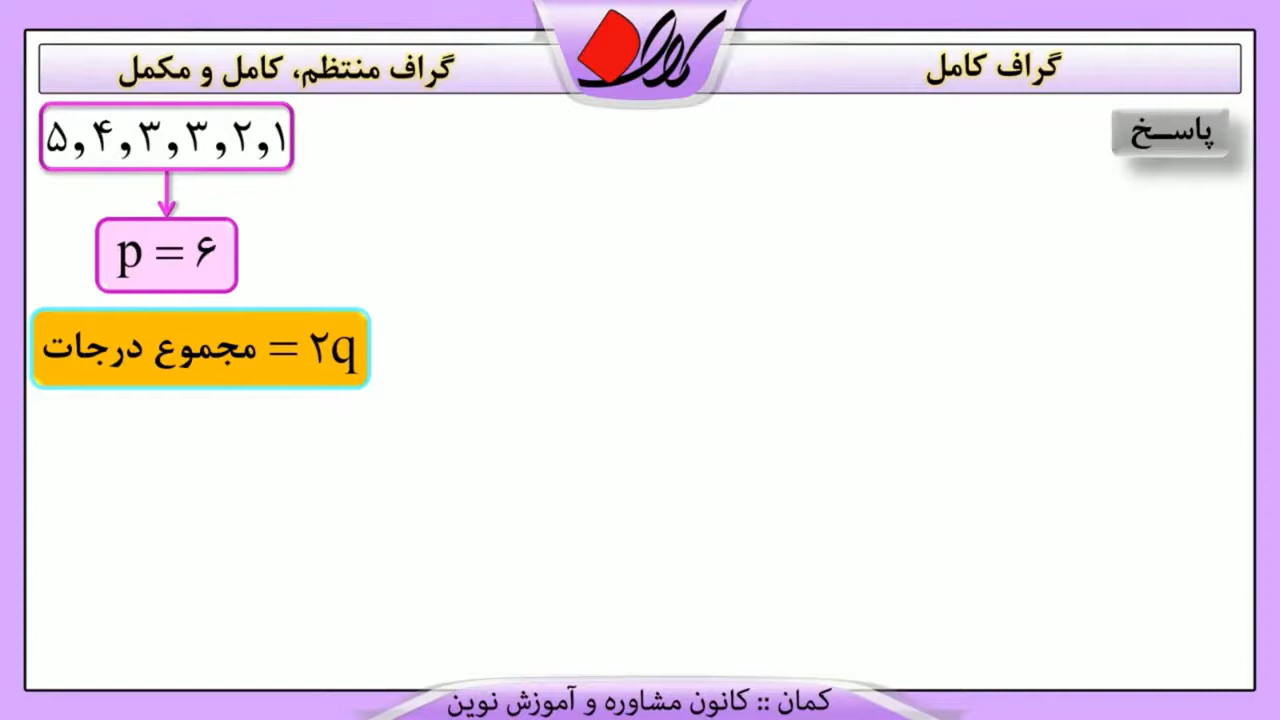 گراف کامل
کمان
گراف منتظم، کامل و مکمل
پاسـخ
۵,۴,۳,۳,۲,۱
p = ۶
مجموع درجات = ۲q
کمان :: کانون مشاوره و آموزش نوین